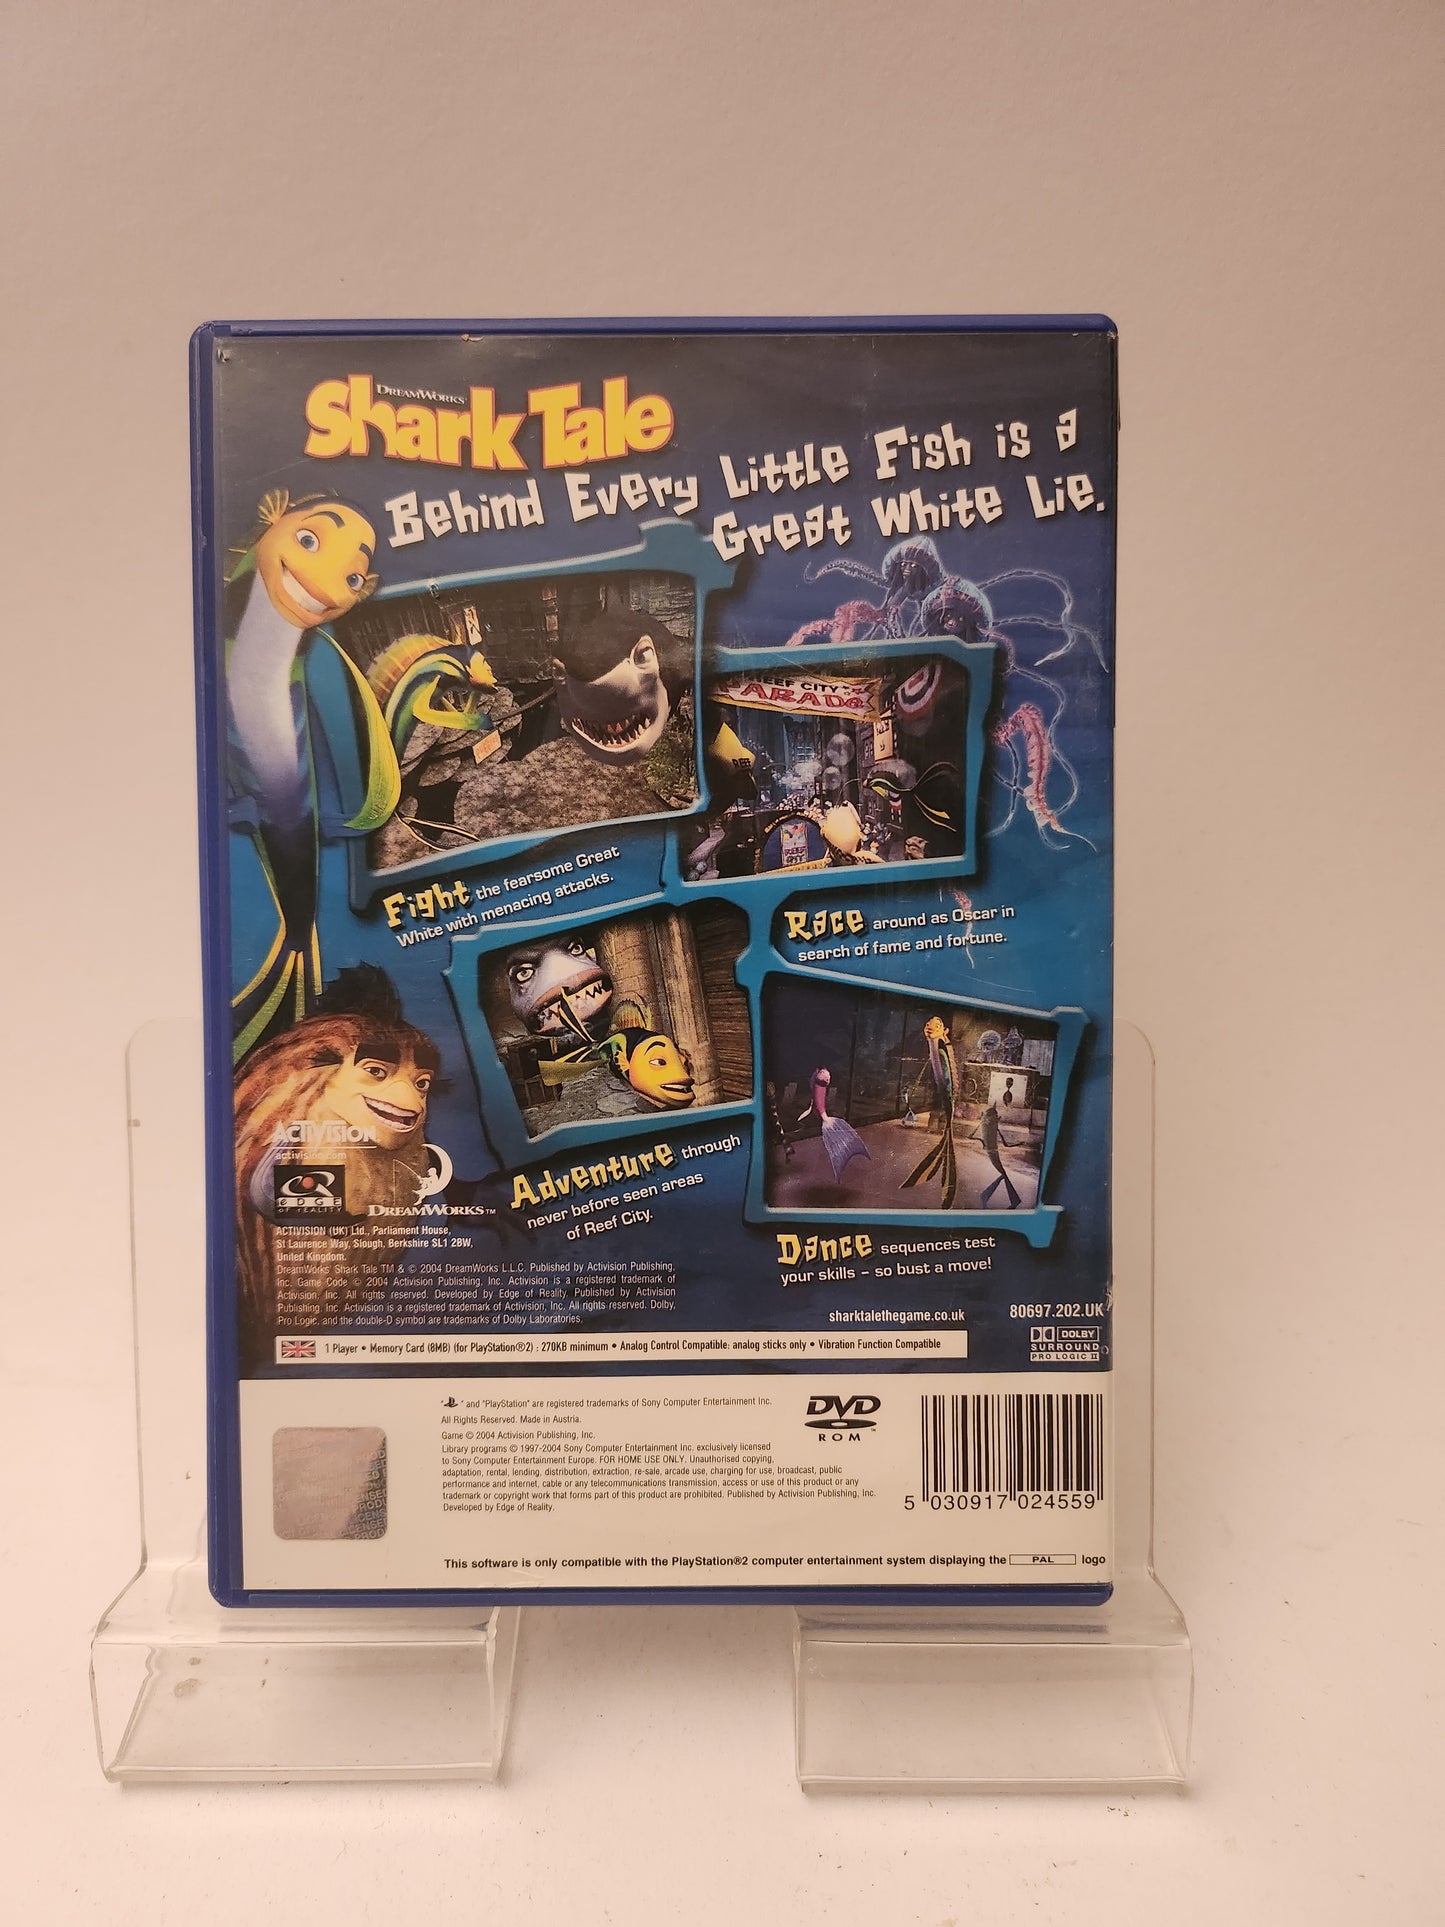 DREAMWORKS
Shark Tale
Behind Every Little Fish is a
Great White Lie.
REEF CITY
PARADE
REEF
Fight the fearsome Great
White with menacing attacks.
Race around as Oscar in
search of fame and fortune.
Adventure through
never before seen areas
of Reef City.
Dance sequences test
your skills – so bust a move!
ACTIVISION
activision.com
EDGE
OF REALITY
DREAMWORKS™
ACTIVISION (UK) Ltd., Parliament House,
St Laurence Way, Slough, Berkshire SL1 2BW,
United Kingdom.
DreamWorks' Shark Tale TM & © 2004 DreamWorks L.L.C. Published by Activision Publishing,
Inc. Game Code © 2004 Activision Publishing, Inc. Activision is a registered trademark of
Activision, Inc. All rights reserved. Developed by Edge of Reality. Published by Activision
Publishing, Inc. Activision is a registered trademark of Activision, Inc. All rights reserved. Dolby,
Pro Logic, and the double-D symbol are trademarks of Dolby Laboratories.
sharktalethegame.co.uk
80697.202.UK
DOLBY
SURROUND
PRO LOGIC II
1 Player • Memory Card (8MB) (for PlayStation®2) : 270KB minimum • Analog Control Compatible: analog sticks only • Vibration Function Compatible
" " and "PlayStation" are registered trademarks of Sony Computer Entertainment Inc.
All Rights Reserved. Made in Austria.
Game © 2004 Activision Publishing, Inc.
Library programs © 1997-2004 Sony Computer Entertainment Inc. exclusively licensed
to Sony Computer Entertainment Europe. FOR HOME USE ONLY. Unauthorised copying,
adaptation, rental, lending, distribution, extraction, re-sale, arcade use, charging for use, broadcast, public
performance and internet, cable or any telecommunications transmission, access or use of this product or any
trademark or copyright work that forms part of this product are prohibited. Published by Activision Publishing, Inc.
Developed by Edge of Reality.
DVD™
ROM
5 030917 024559
This software is only compatible with the PlayStation®2 computer entertainment system displaying the PAL logo